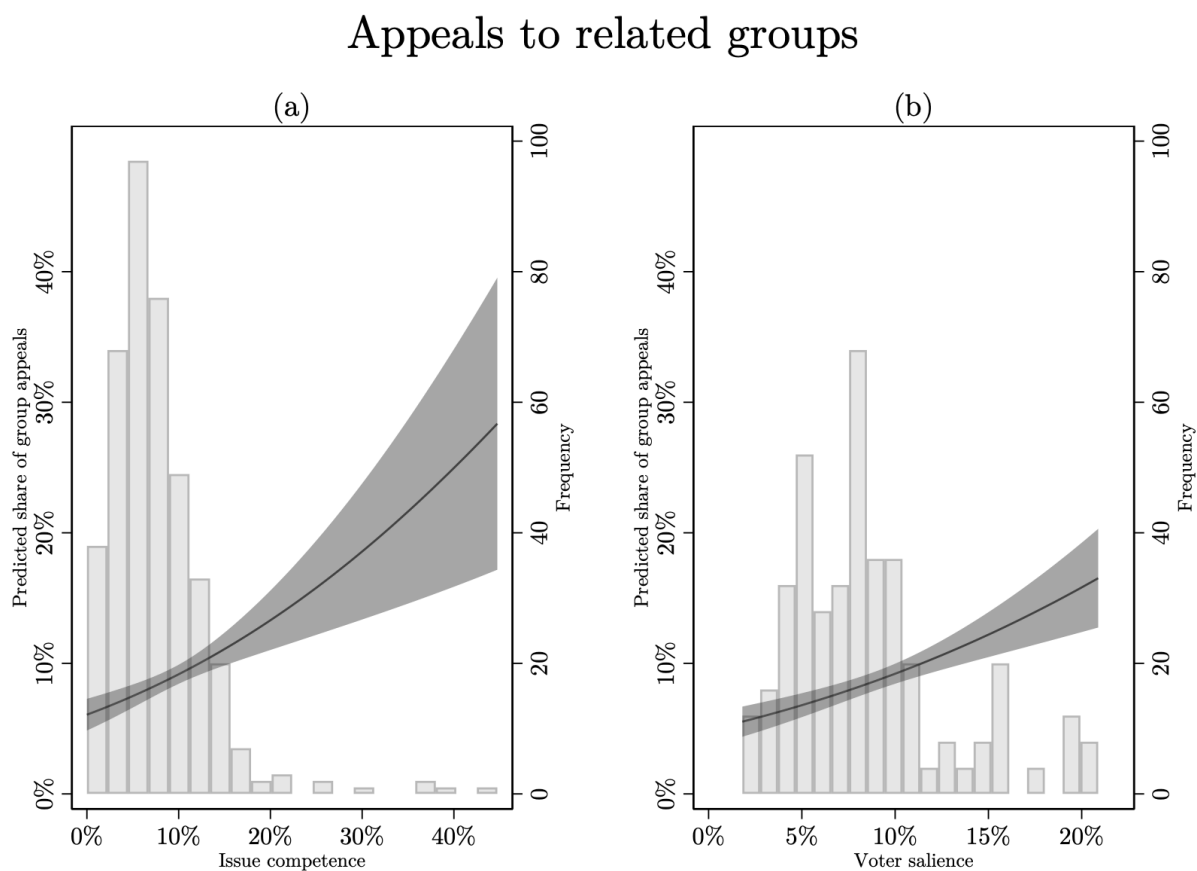 Appeals to related groups
(a)
Predicted share of group appeals
0% 10% 20% 30% 40%
0 20 40 60 80 100
Frequency
0% 10% 20% 30% 40%
Issue competence
(b)
Predicted share of group appeals
0% 10% 20% 30% 40%
0 20 40 60 80 100
Frequency
0% 5% 10% 15% 20%
Voter salience